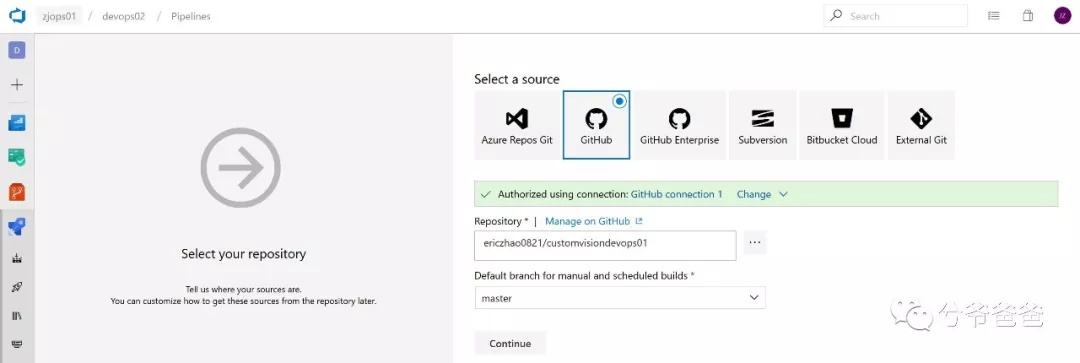 zjops01 / devops02 / Pipelines
Search
JZ
D
Select a source
Azure Repos Git
GitHub
GitHub Enterprise
Subversion
Bitbucket Cloud
External Git
Authorized using connection: GitHub connection 1 Change
Repository * | Manage on GitHub
ericzhao0821/customvisiondevops01
Default branch for manual and scheduled builds *
master
Continue
Select your repository
Tell us where your sources are.
You can customize how to get these sources from the repository later.
兮爷爸爸